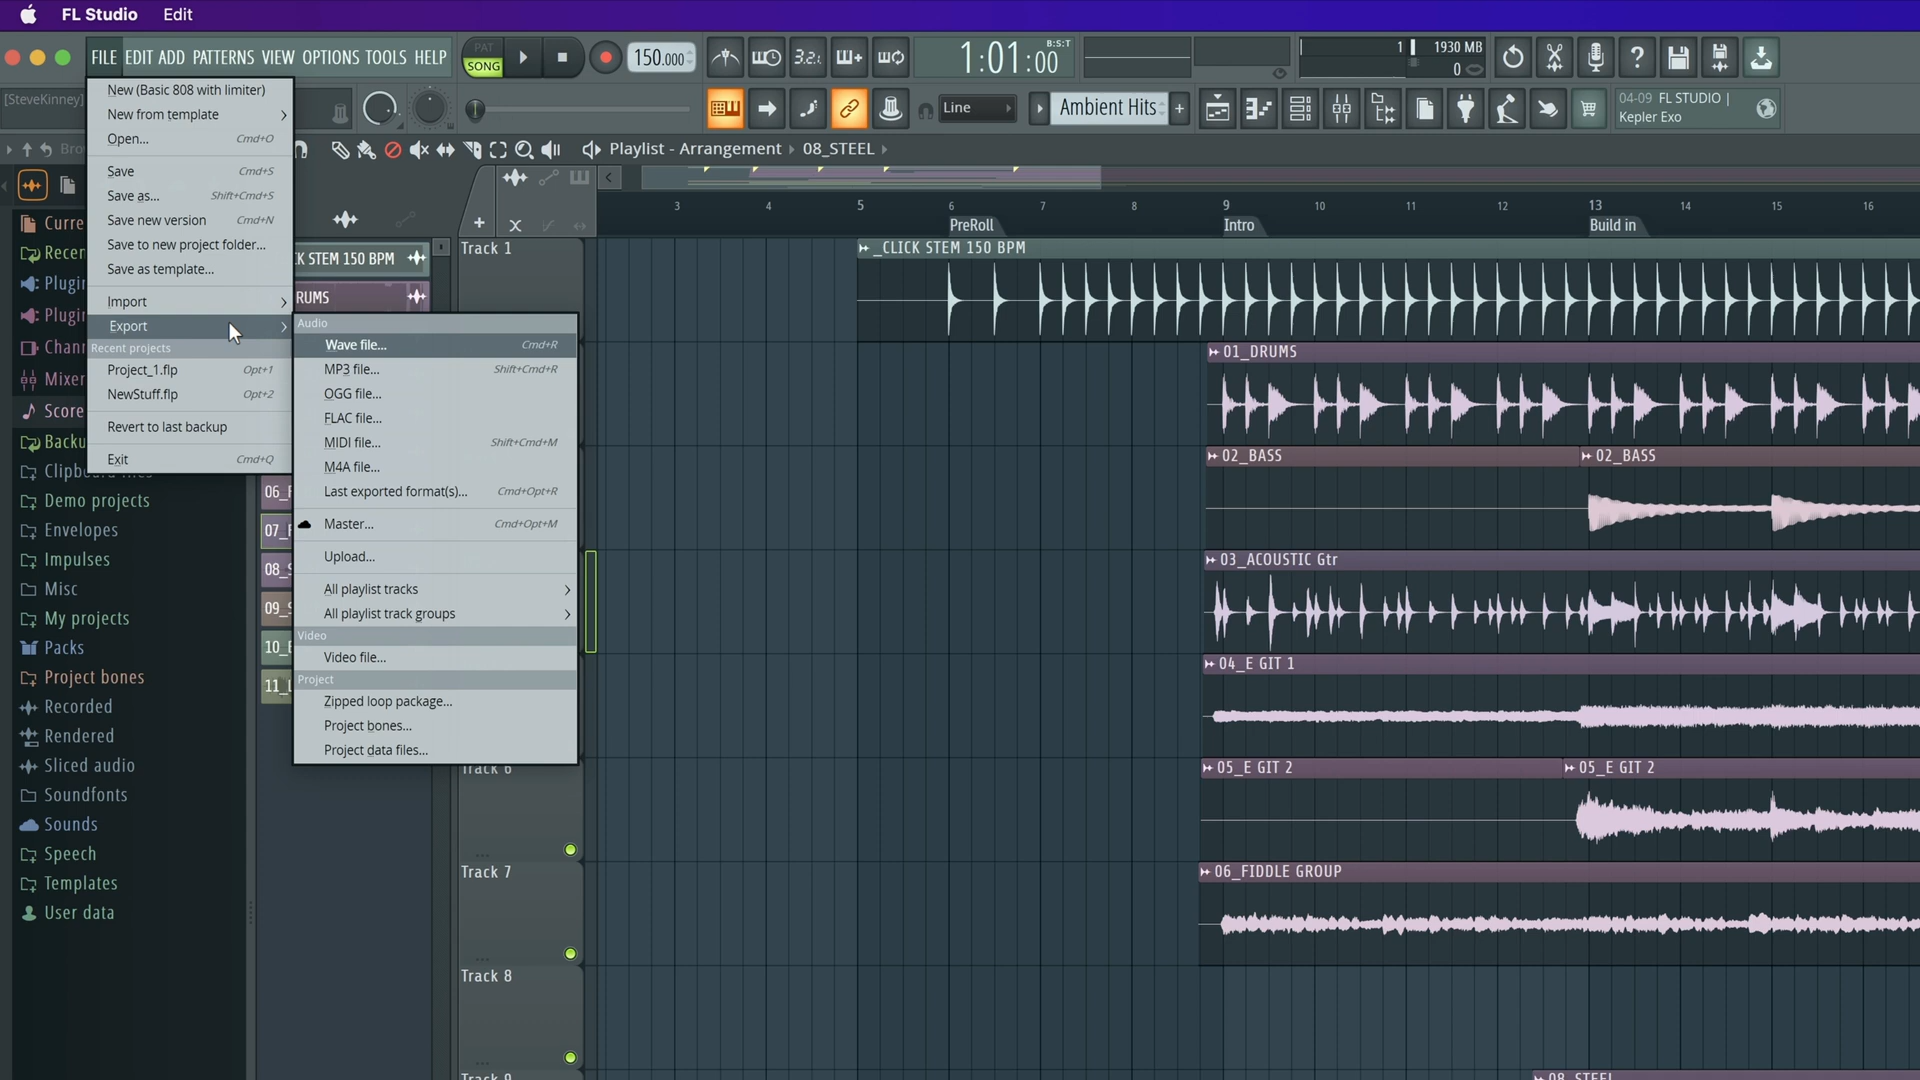 FL Studio Edit
FILE EDIT ADD PATTERNS VIEW OPTIONS TOOLS HELP
PAT
SONG
150.000
3.2.
1:01:00
B:S:T
1
1930 MB
0
[SteveKinney]
Line
Ambient Hits
04-09 FL STUDIO |
Kepler Exo
Playlist - Arrangement 08_STEEL
New (Basic 808 with limiter)
New from template
Open... Cmd+O
Save Cmd+S
Save as... Shift+Cmd+S
Save new version Cmd+N
Save to new project folder...
Save as template...
Import
Export
Recent projects
Project_1.flp Opt+1
NewStuff.flp Opt+2
Revert to last backup
Exit Cmd+Q
Audio
Wave file... Cmd+R
MP3 file... Shift+Cmd+R
OGG file...
FLAC file...
MIDI file... Shift+Cmd+M
M4A file...
Last exported format(s)... Cmd+Opt+R
Master... Cmd+Opt+M
Upload...
All playlist tracks
All playlist track groups
Video
Video file...
Project
Zipped loop package...
Project bones...
Project data files...
Bro
Curre
Recen
Plugi
Plugi
Chan
Mixer
Score
Backu
Clipboard files
Demo projects
Envelopes
Impulses
Misc
My projects
Packs
Project bones
Recorded
Rendered
Sliced audio
Soundfonts
Sounds
Speech
Templates
User data
K STEM 150 BPM
RUMS
06_F
07_F
08_S
09_S
10_E
11_L
3 4 5 6 7 8 9 10 11 12 13 14 15 16
PreRoll Intro Build in
Track 1
_CLICK STEM 150 BPM
01_DRUMS
02_BASS 02_BASS
03_ACOUSTIC Gtr
04_E GIT 1
Track 6
05_E GIT 2 05_E GIT 2
Track 7
06_FIDDLE GROUP
Track 8
Track 9
08_STEEL